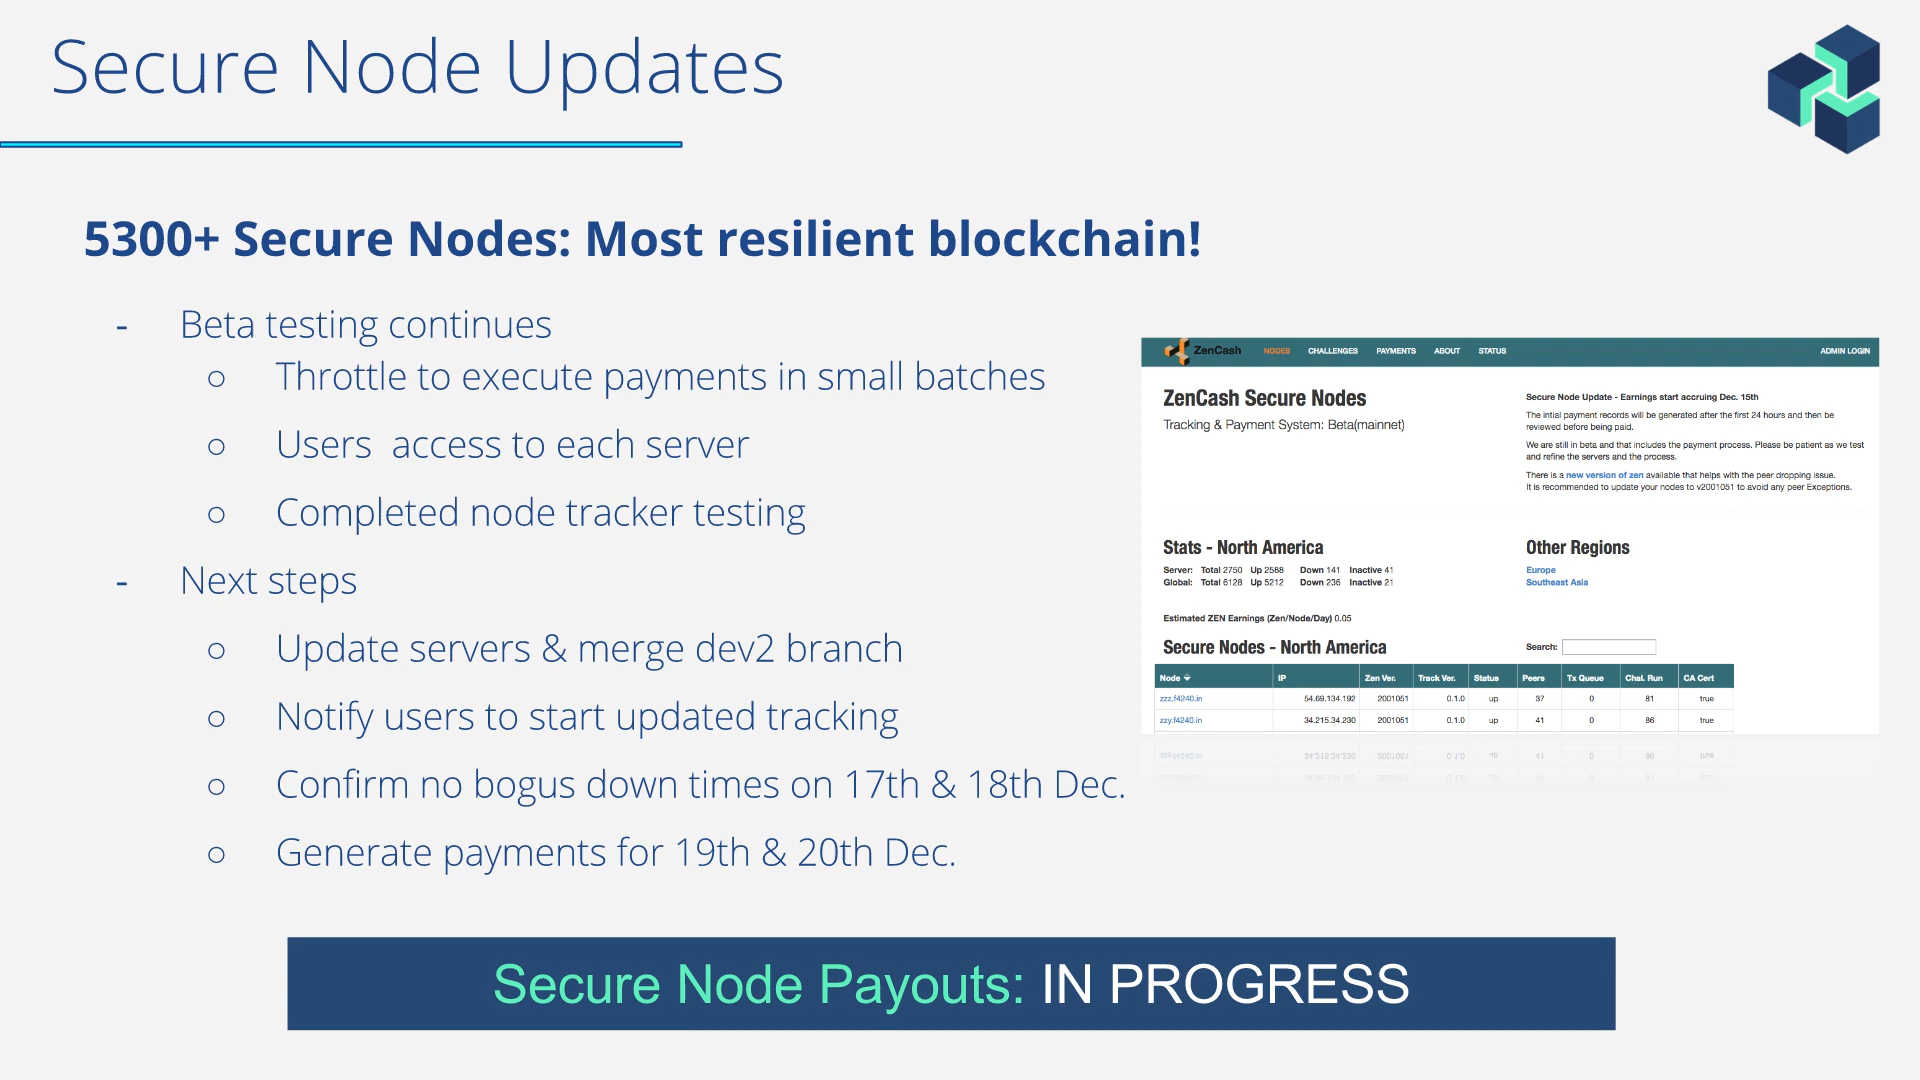 Secure Node Updates
5300+ Secure Nodes: Most resilient blockchain!
- Beta testing continues
○ Throttle to execute payments in small batches
○ Users  access to each server
○ Completed node tracker testing
- Next steps
○ Update servers & merge dev2 branch
○ Notify users to start updated tracking
○ Confirm no bogus down times on 17th & 18th Dec.
○ Generate payments for 19th & 20th Dec.
ZenCash NODES CHALLENGES PAYMENTS ABOUT STATUS ADMIN LOGIN
ZenCash Secure Nodes
Tracking & Payment System: Beta(mainnet)
Secure Node Update - Earnings start accruing Dec. 15th
The intial payment records will be generated after the first 24 hours and then be
reviewed before being paid.
We are still in beta and that includes the payment process. Please be patient as we test
and refine the servers and the process.
There is a new version of zen available that helps with the peer dropping issue.
It is recommended to update your nodes to v2001051 to avoid any peer Exceptions.
Stats - North America
Server: Total 2750 Up 2588 Down 141 Inactive 41
Global: Total 6128 Up 5212 Down 236 Inactive 21
Other Regions
Europe
Southeast Asia
Estimated ZEN Earnings (Zen/Node/Day) 0.05
Secure Nodes - North America
Search:
Node IP Zen Ver. Track Ver. Status Peers Tx Queue Chal. Run CA Cert
zzz.f4240.in 54.69.134.192 2001051 0.1.0 up 37 0 81 true
zzy.f4240.in 34.215.34.230 2001051 0.1.0 up 41 0 86 true
Secure Node Payouts: IN PROGRESS